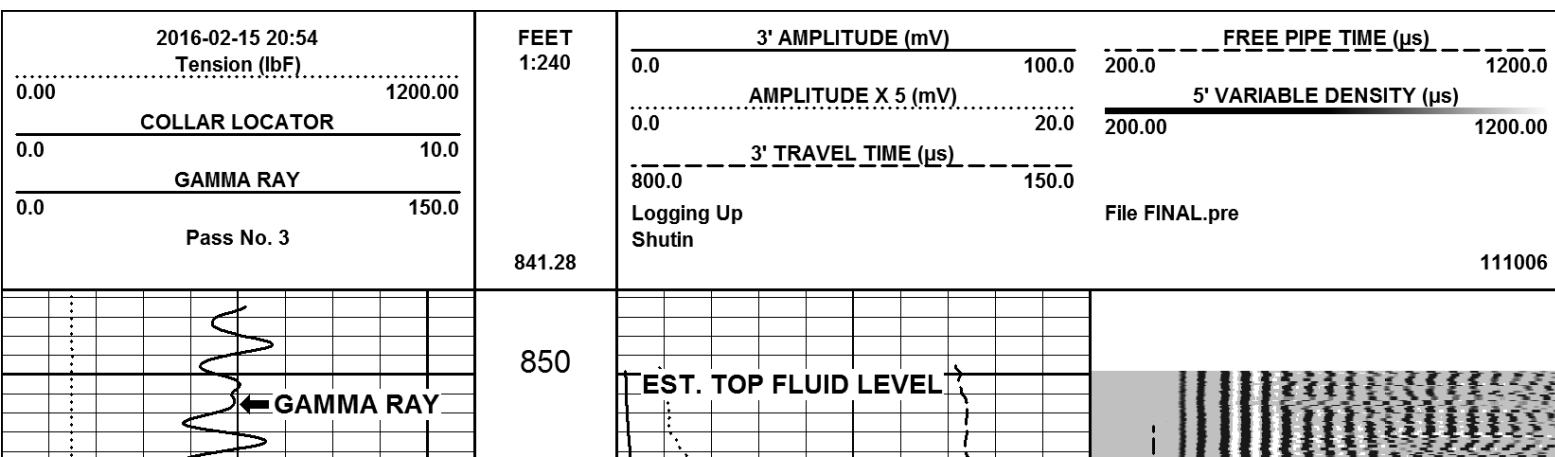 2016-02-15 20:54
Tension (lbF)
0.00 1200.00
COLLAR LOCATOR
0.0 10.0
GAMMA RAY
0.0 150.0
Pass No. 3
FEET
1:240
841.28
3' AMPLITUDE (mV)
0.0 100.0
AMPLITUDE X 5 (mV)
0.0 20.0
3' TRAVEL TIME (µs)
800.0 150.0
Logging Up
Shutin
FREE PIPE TIME (µs)
200.0 1200.0
5' VARIABLE DENSITY (µs)
200.00 1200.00
File FINAL.pre
111006
GAMMA RAY
850
EST. TOP FLUID LEVEL